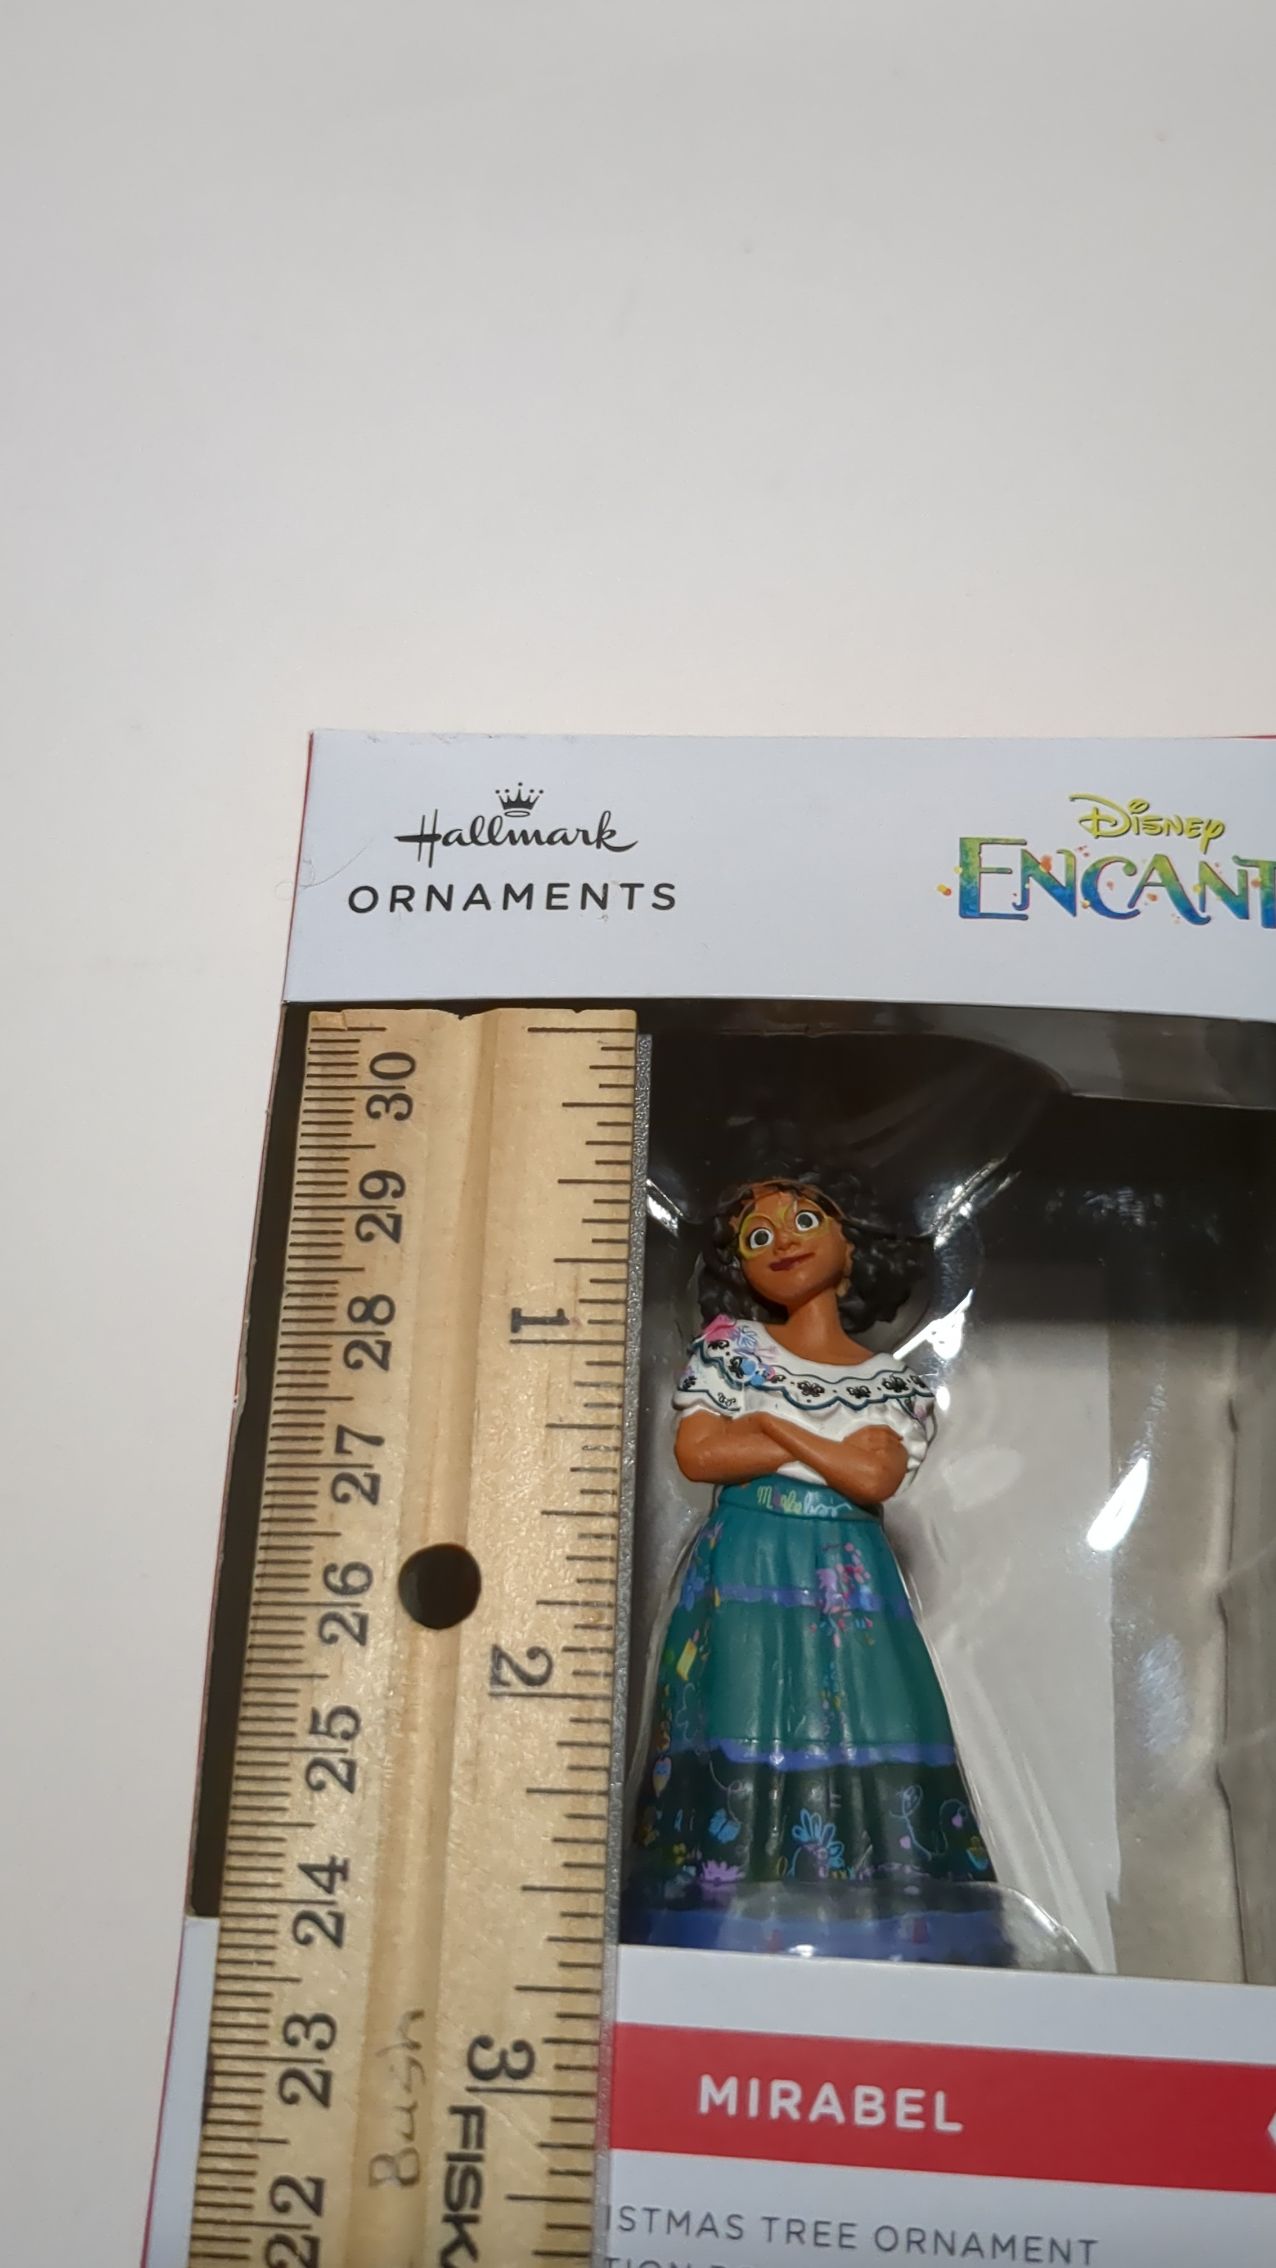 Hallmark
ORNAMENTS
DISNEY
ENCANT
30
29
28
27
26
25
24
23
22
1
2
3
Bush
FISK
MIRABEL
ISTMAS TREE ORNAMENT